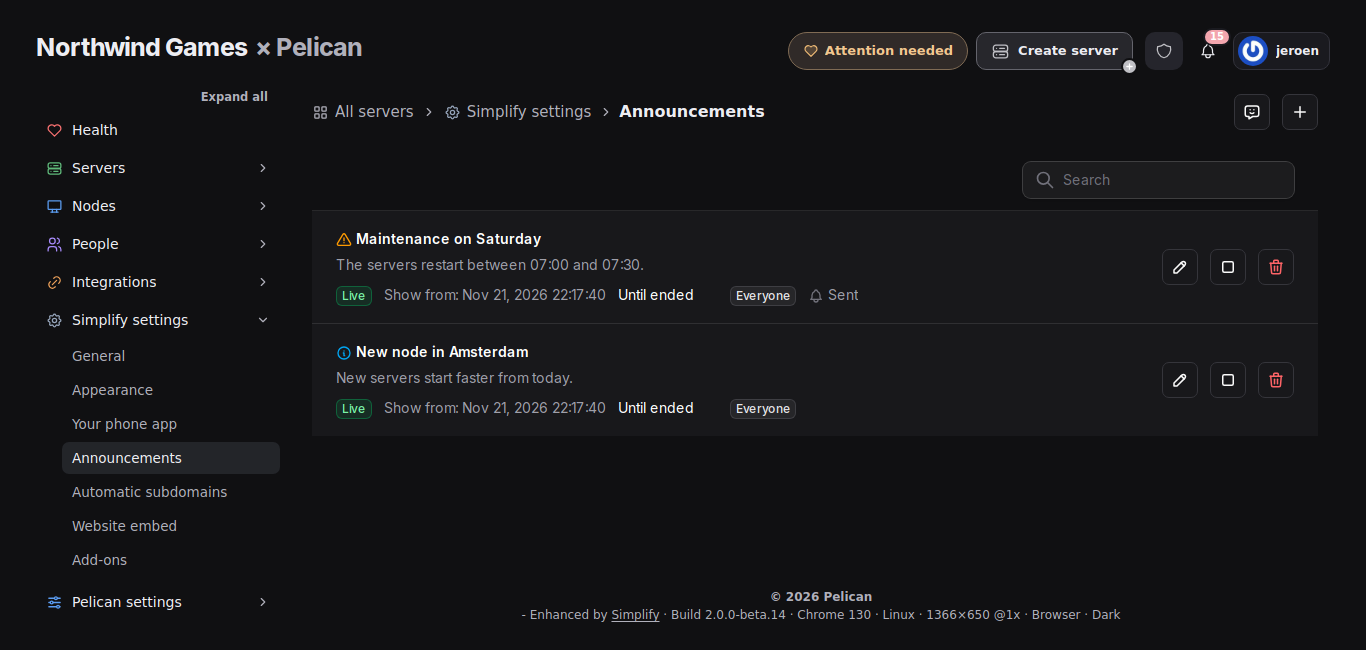 Northwind Games × Pelican
Attention needed
Create server
15
jeroen
Expand all
Health
Servers
Nodes
People
Integrations
Simplify settings
General
Appearance
Your phone app
Announcements
Automatic subdomains
Website embed
Add-ons
Pelican settings
All servers > Simplify settings > Announcements
Search
Maintenance on Saturday
The servers restart between 07:00 and 07:30.
Live Show from: Nov 21, 2026 22:17:40 Until ended Everyone Sent
New node in Amsterdam
New servers start faster from today.
Live Show from: Nov 21, 2026 22:17:40 Until ended Everyone
© 2026 Pelican
- Enhanced by Simplify · Build 2.0.0-beta.14 · Chrome 130 · Linux · 1366×650 @1x · Browser · Dark